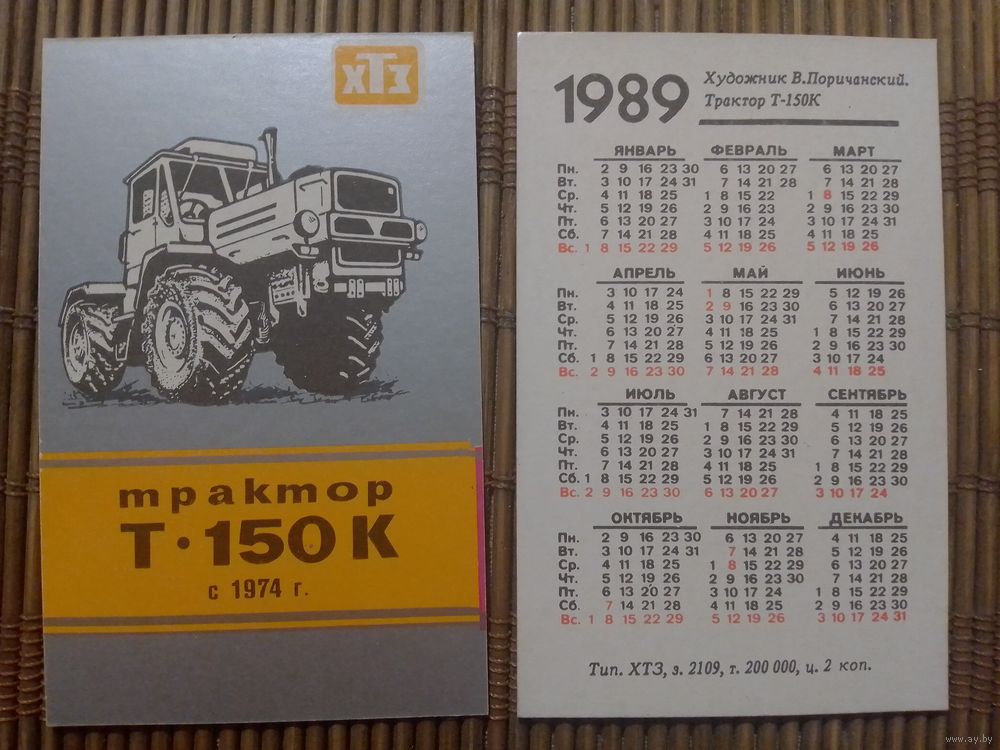 ХТЗ
трактор
Т·150К
с 1974 г.
1989
Художник В.Поричанский.
Трактор Т-150К
ЯНВАРЬ ФЕВРАЛЬ МАРТ
Пн. 2 9 16 23 30 6 13 20 27 6 13 20 27
Вт. 3 10 17 24 31 7 14 21 28 7 14 21 28
Ср. 4 11 18 25 1 8 15 22 1 8 15 22 29
Чт. 5 12 19 26 2 9 16 23 2 9 16 23 30
Пт. 6 13 20 27 3 10 17 24 3 10 17 24 31
Сб. 7 14 21 28 4 11 18 25 4 11 18 25
Вс. 1 8 15 22 29 5 12 19 26 5 12 19 26
АПРЕЛЬ МАЙ ИЮНЬ
Пн. 3 10 17 24 1 8 15 22 29 5 12 19 26
Вт. 4 11 18 25 2 9 16 23 30 6 13 20 27
Ср. 5 12 19 26 3 10 17 24 31 7 14 21 28
Чт. 6 13 20 27 4 11 18 25 1 8 15 22 29
Пт. 7 14 21 28 5 12 19 26 2 9 16 23 30
Сб. 1 8 15 22 29 6 13 20 27 3 10 17 24
Вс. 2 9 16 23 30 7 14 21 28 4 11 18 25
ИЮЛЬ АВГУСТ СЕНТЯБРЬ
Пн. 3 10 17 24 31 7 14 21 28 4 11 18 25
Вт. 4 11 18 25 1 8 15 22 29 5 12 19 26
Ср. 5 12 19 26 2 9 16 23 30 6 13 20 27
Чт. 6 13 20 27 3 10 17 24 31 7 14 21 28
Пт. 7 14 21 28 4 11 18 25 1 8 15 22 29
Сб. 1 8 15 22 29 5 12 19 26 2 9 16 23 30
Вс. 2 9 16 23 30 6 13 20 27 3 10 17 24
ОКТЯБРЬ НОЯБРЬ ДЕКАБРЬ
Пн. 2 9 16 23 30 6 13 20 27 4 11 18 25
Вт. 3 10 17 24 31 7 14 21 28 5 12 19 26
Ср. 4 11 18 25 1 8 15 22 29 6 13 20 27
Чт. 5 12 19 26 2 9 16 23 30 7 14 21 28
Пт. 6 13 20 27 3 10 17 24 1 8 15 22 29
Сб. 7 14 21 28 4 11 18 25 2 9 16 23 30
Вс. 1 8 15 22 29 5 12 19 26 3 10 17 24 31
Тип. ХТЗ, з. 2109, т. 200 000, ц. 2 коп.
www.ay.by